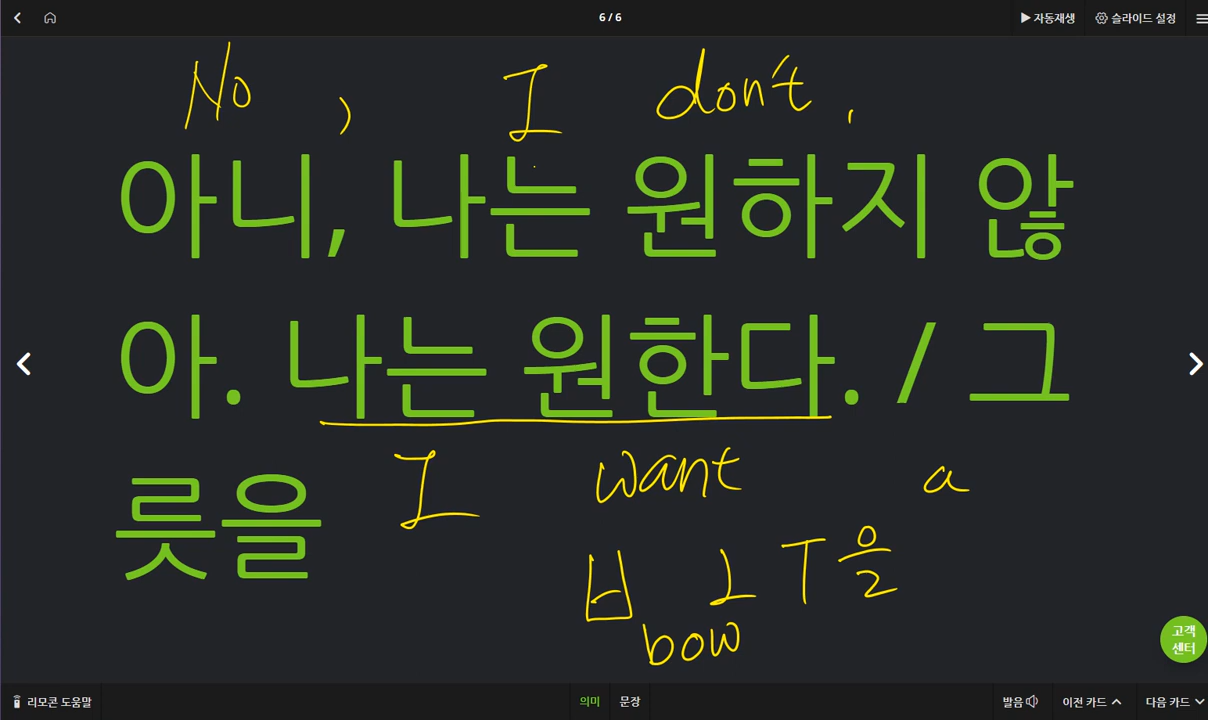 6 / 6
▶ 자동재생
슬라이드 설정
No, I don't.
아니, 나는 원하지 않
아. 나는 원한다. / 그
릇을
I want a
bow
고객
센터
리모콘 도움말
의미
문장
발음
이전 카드
다음 카드